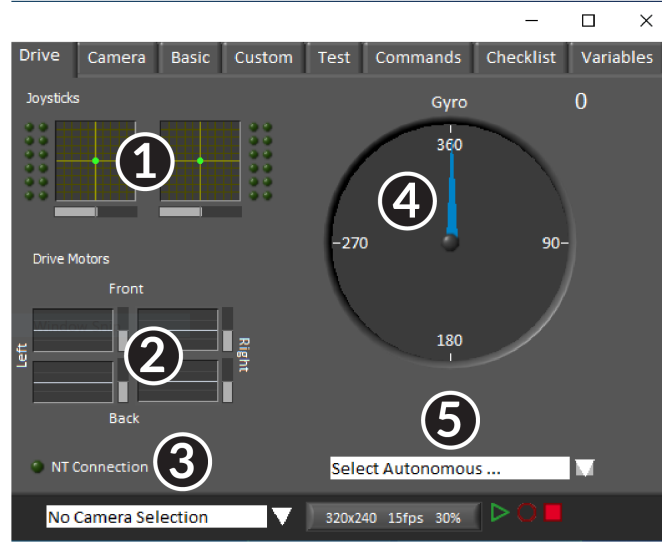 Drive Camera Basic Custom Test Commands Checklist Variables
Joysticks
Gyro 0
1
360
4
270 90
Drive Motors
Front
Left
Right
2
180
Back
5
NT Connection 3
Select Autonomous ...
No Camera Selection 320x240 15fps 30%